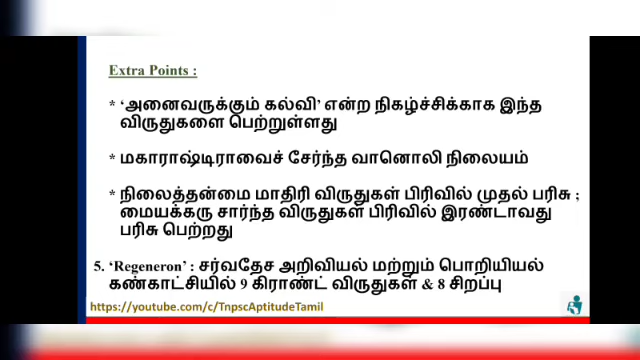 Extra Points :
* ‘அனைவருக்கும் கல்வி’ என்ற நிகழ்ச்சிக்காக இந்த
விருதுகளை பெற்றுள்ளது
* மகாராஷ்டிராவைச் சேர்ந்த வானொலி நிலையம்
* நிலைத்தன்மை மாதிரி விருதுகள் பிரிவில் முதல் பரிசு ;
மையக்கரு சார்ந்த விருதுகள் பிரிவில் இரண்டாவது
பரிசு பெற்றது
5. ‘Regeneron’ : சர்வதேச அறிவியல் மற்றும் பொறியியல்
கண்காட்சியில் 9 கிராண்ட் விருதுகள் & 8 சிறப்பு
https://youtube.com/c/TnpscAptitudeTamil